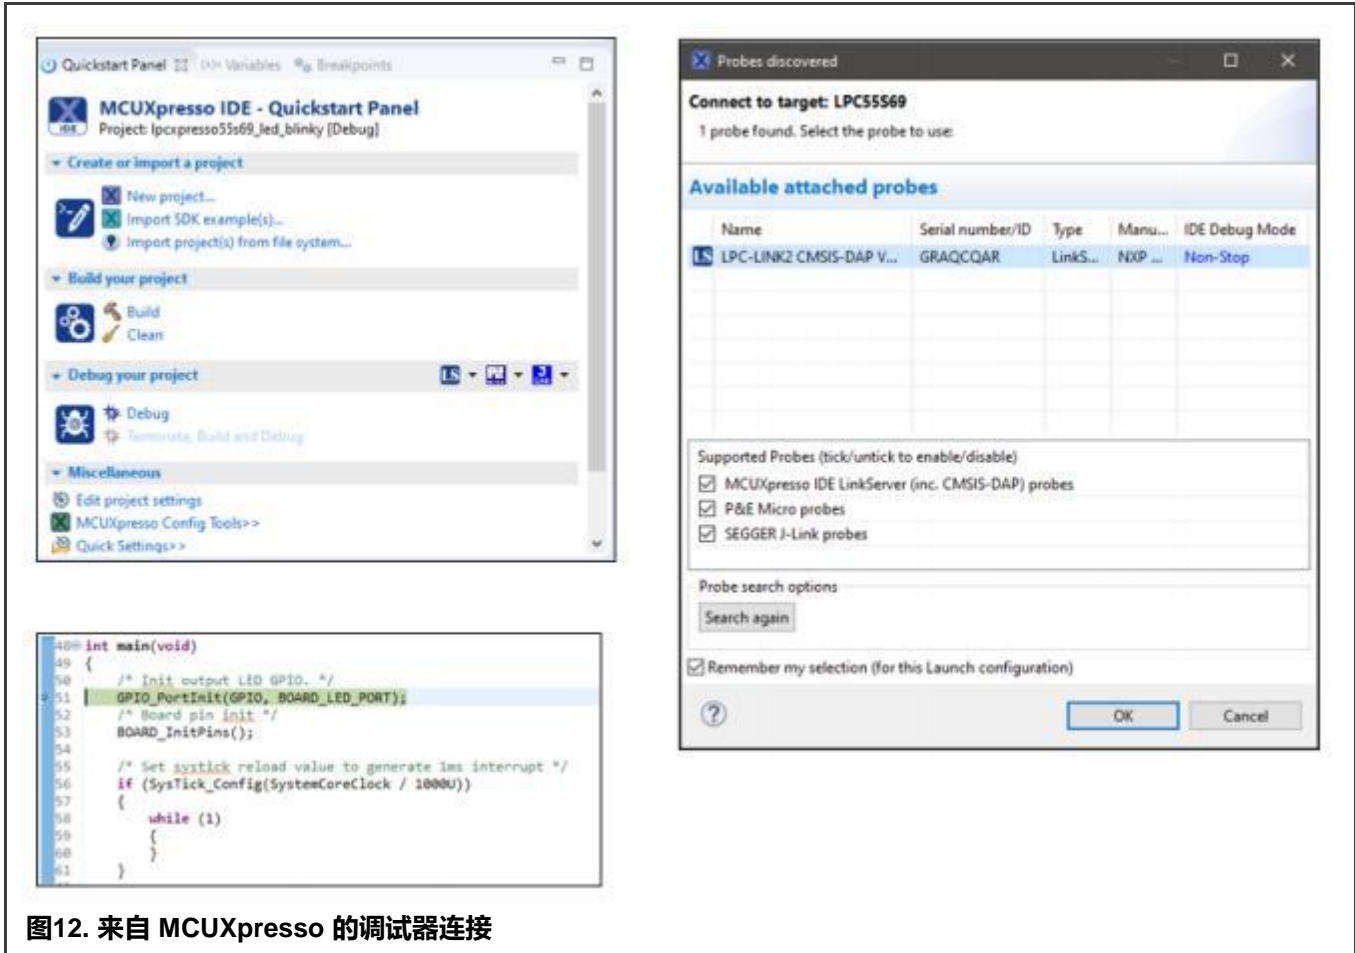 Quickstart Panel (x)= Variables Breakpoints
MCUXpresso IDE - Quickstart Panel
IDE Project: lpcxpresso55s69_led_blinky [Debug]
Create or import a project
New project...
Import SDK example(s)...
Import project(s) from file system...
Build your project
Build
Clean
Debug your project
LS
Debug
Terminate, Build and Debug
Miscellaneous
Edit project settings
MCUXpresso Config Tools>>
Quick Settings>>
48 int main(void)
49 {
50 /* Init output LED GPIO. */
51 GPIO_PortInit(GPIO, BOARD_LED_PORT);
52 /* Board pin init */
53 BOARD_InitPins();
54
55 /* Set systick reload value to generate 1ms interrupt */
56 if (SysTick_Config(SystemCoreClock / 1000U))
57 {
58 while (1)
59 {
60 }
61 }
Probes discovered
Connect to target: LPC55S69
1 probe found. Select the probe to use:
Available attached probes
Name Serial number/ID Type Manu... IDE Debug Mode
LS LPC-LINK2 CMSIS-DAP V... GRAQCQAR LinkS... NXP ... Non-Stop
Supported Probes (tick/untick to enable/disable)
MCUXpresso IDE LinkServer (inc. CMSIS-DAP) probes
P&E Micro probes
SEGGER J-Link probes
Probe search options
Search again
Remember my selection (for this Launch configuration)
? OK Cancel
图12. 来自 MCUXpresso 的调试器连接